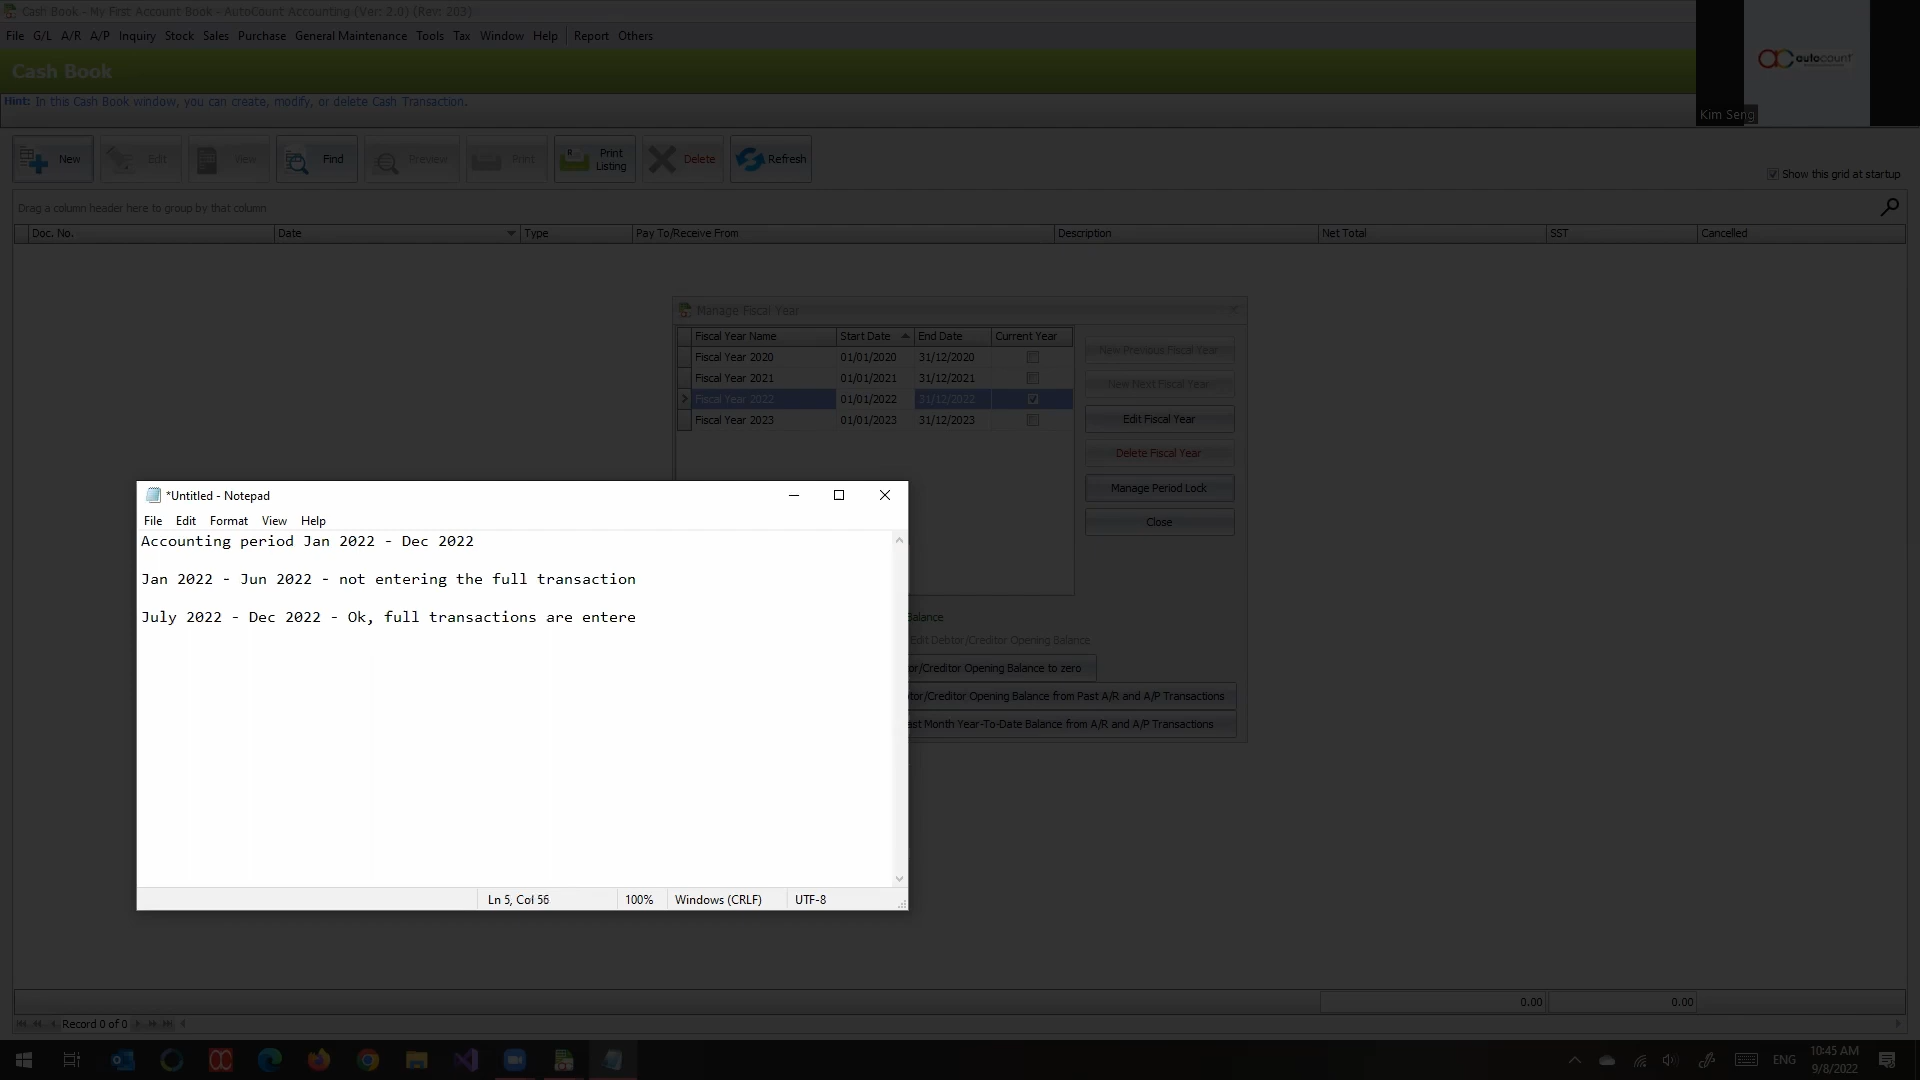 Cash Book - My First Account Book - AutoCount Accounting (Ver: 2.0) (Rev: 203)
File G/L A/R A/P Inquiry Stock Sales Purchase General Maintenance Tools Tax Window Help Report Others
Cash Book
autocount
Hint: In this Cash Book window, you can create, modify, or delete Cash Transaction.
Kim Seng
New Edit View Find Preview Print Print Listing Delete Refresh
Show this grid at startup
Drag a column header here to group by that column
Doc. No. Date Type Pay To/Receive From Description Net Total SST Cancelled
Manage Fiscal Year
Fiscal Year Name Start Date End Date Current Year
Fiscal Year 2020 01/01/2020 31/12/2020
Fiscal Year 2021 01/01/2021 31/12/2021
Fiscal Year 2022 01/01/2022 31/12/2022
Fiscal Year 2023 01/01/2023 31/12/2023
New Previous Fiscal Year
New Next Fiscal Year
Edit Fiscal Year
Delete Fiscal Year
Manage Period Lock
Close
Balance
Edit Debtor/Creditor Opening Balance
or/Creditor Opening Balance to zero
tor/Creditor Opening Balance from Past A/R and A/P Transactions
ast Month Year-To-Date Balance from A/R and A/P Transactions
*Untitled - Notepad
File Edit Format View Help
Accounting period Jan 2022 - Dec 2022
Jan 2022 - Jun 2022 - not entering the full transaction
July 2022 - Dec 2022 - Ok, full transactions are entere
Ln 5, Col 56 100% Windows (CRLF) UTF-8
0.00 0.00
Record 0 of 0
ENG
10:45 AM
9/8/2022